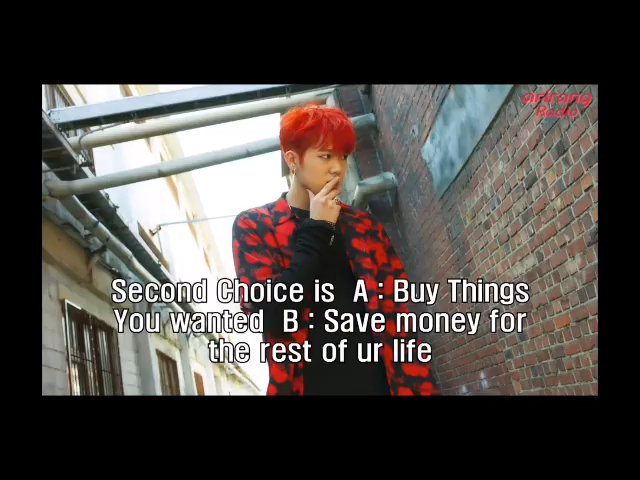 arirang
Radio
Second Choice is A : Buy Things
You wanted B : Save money for
the rest of ur life